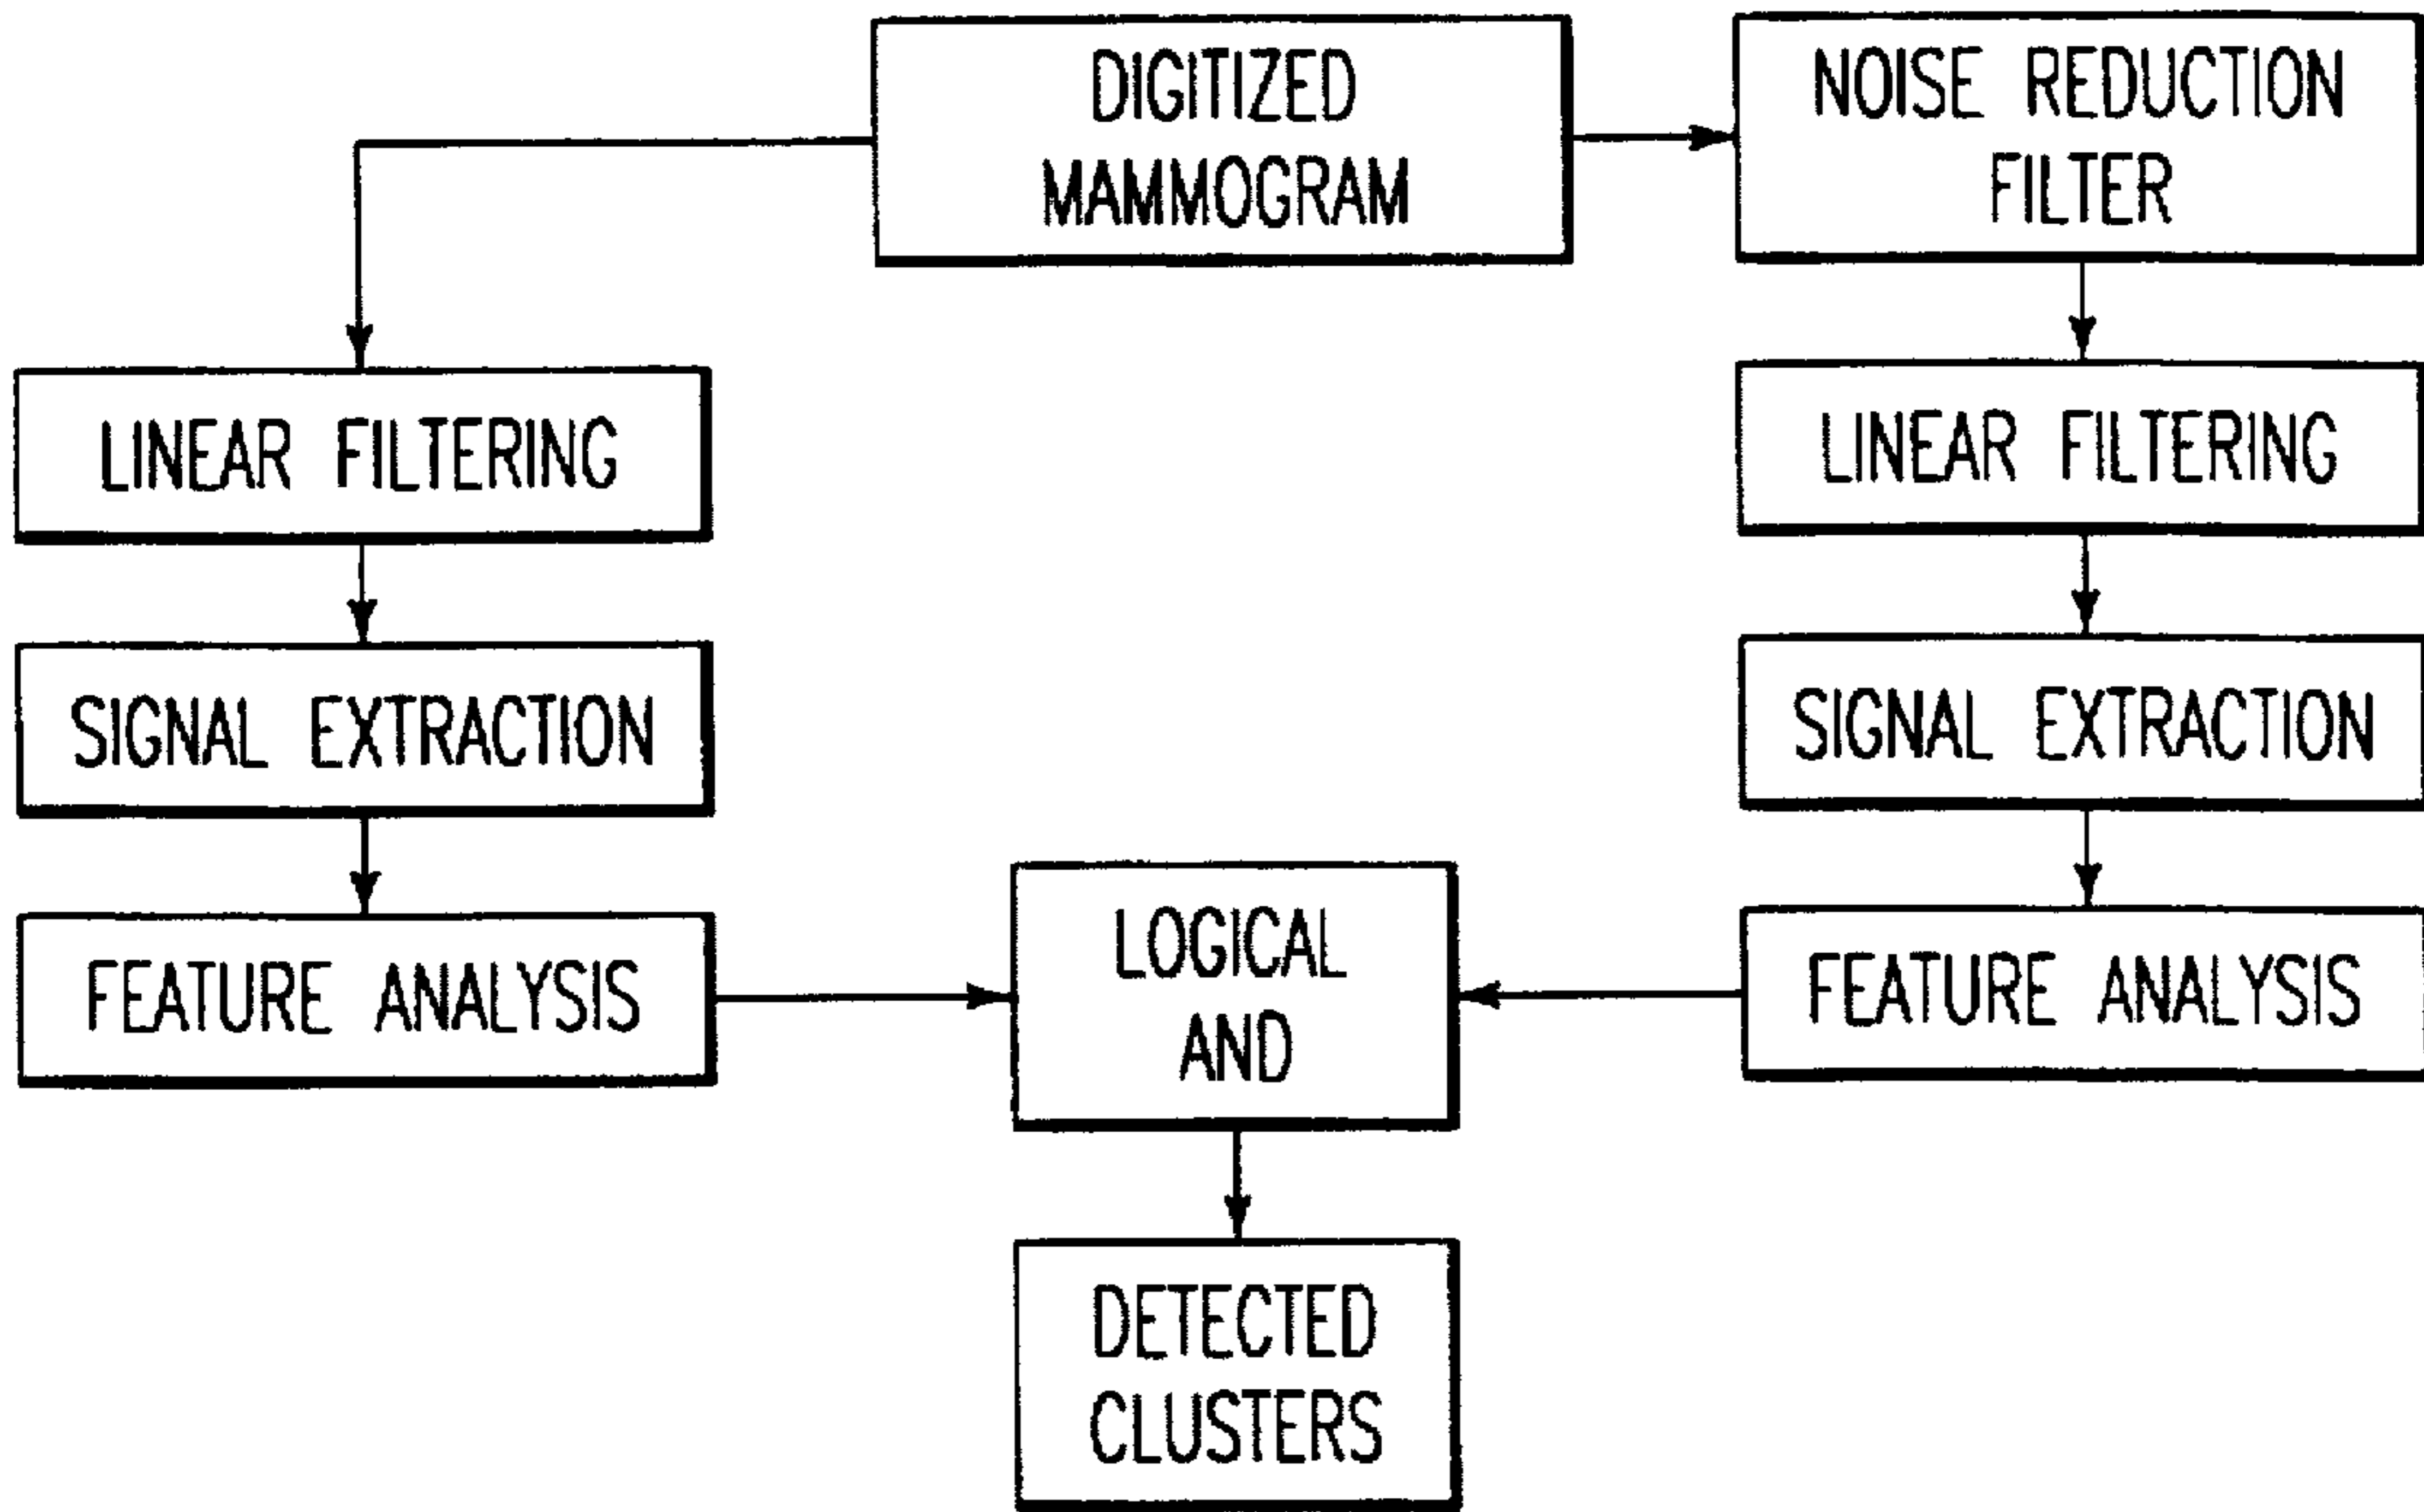 DIGITIZED
MAMMOGRAM
NOISE REDUCTION
FILTER
LINEAR FILTERING
LINEAR FILTERING
SIGNAL EXTRACTION
SIGNAL EXTRACTION
FEATURE ANALYSIS
LOGICAL
AND
FEATURE ANALYSIS
DETECTED
CLUSTERS